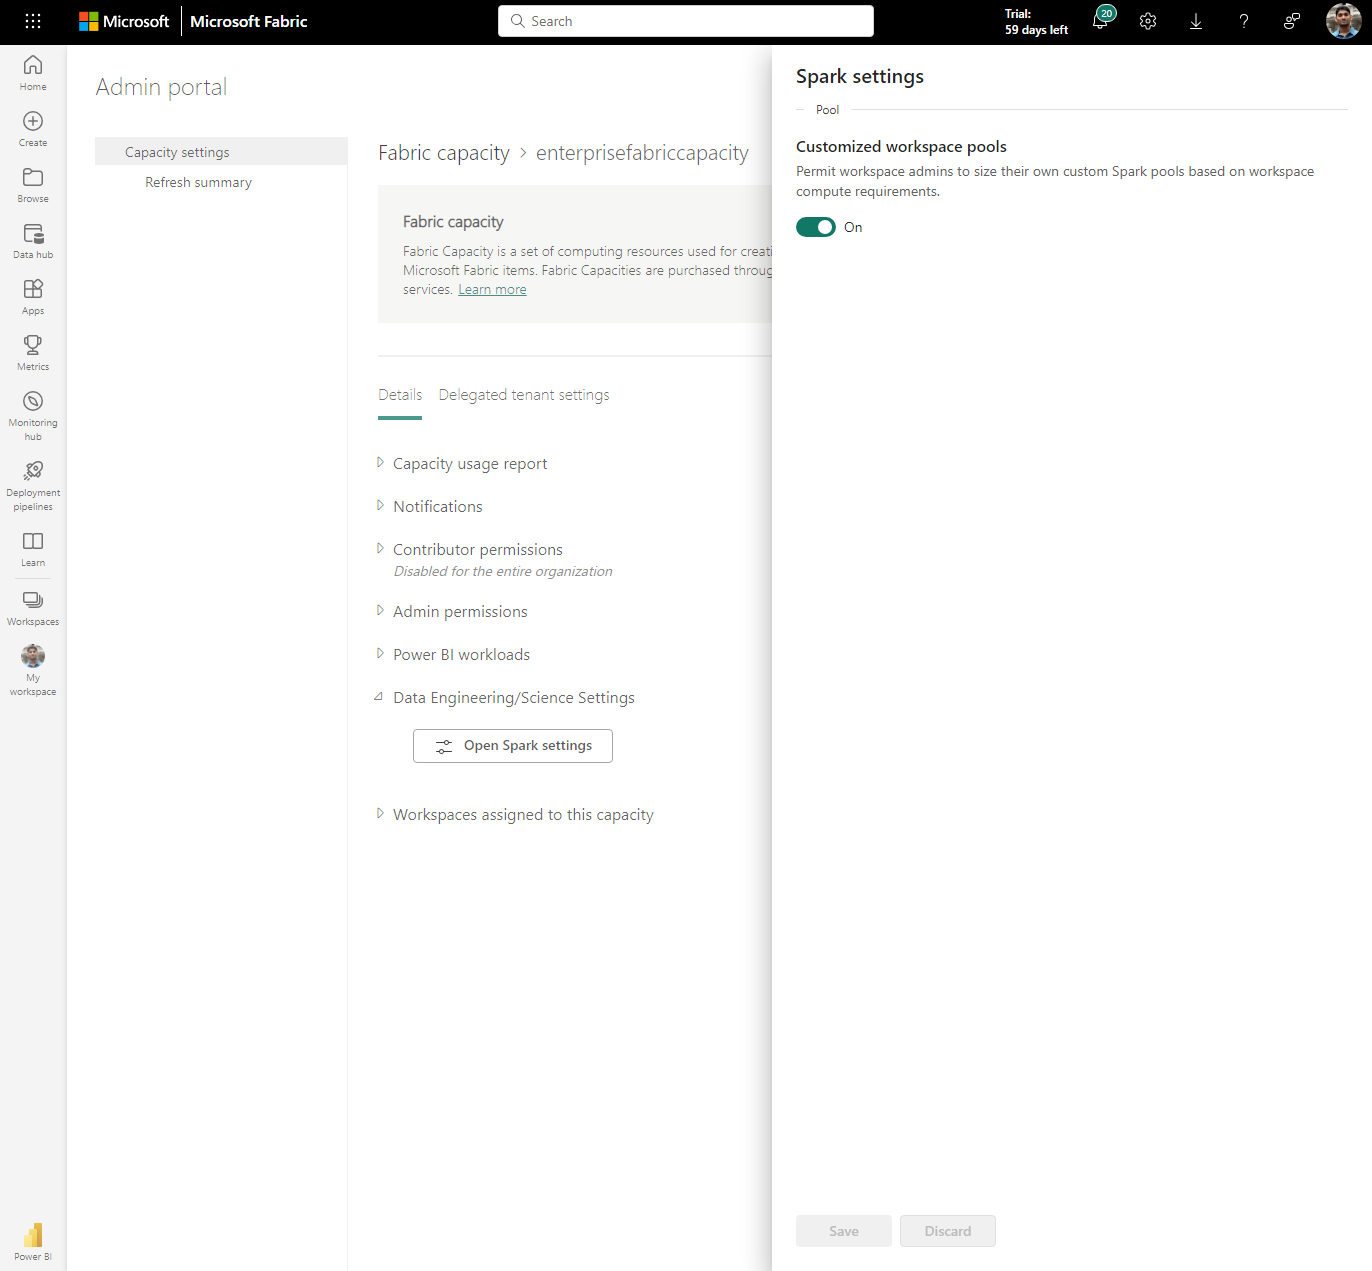 Microsoft
Microsoft Fabric
Search
Trial:
59 days left
20
Home
Create
Browse
Data hub
Apps
Metrics
Monitoring
hub
Deployment
pipelines
Learn
Workspaces
My
workspace
Power BI
Admin portal
Capacity settings
Refresh summary
Fabric capacity > enterprisefabriccapacity
Fabric capacity
Fabric Capacity is a set of computing resources used for
Microsoft Fabric items. Fabric Capacities are purchased
services. Learn more
Details
Delegated tenant settings
Capacity usage report
Notifications
Contributor permissions
Disabled for the entire organization
Admin permissions
Power BI workloads
Data Engineering/Science Settings
Open Spark settings
Workspaces assigned to this capacity
Spark settings
Pool
Customized workspace pools
Permit workspace admins to size their own custom Spark pools based on workspace
compute requirements.
On
Save
Discard